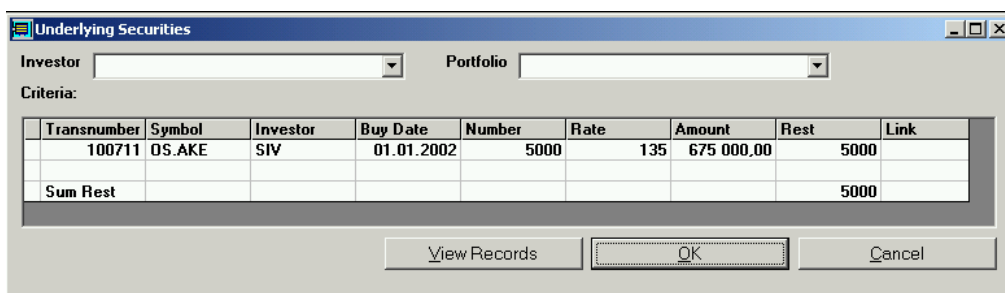 Underlying Securities
Investor Portfolio
Criteria:
Transnumber Symbol Investor Buy Date Number Rate Amount Rest Link
100711 OS.AKE SIV 01.01.2002 5000 135 675 000,00 5000
Sum Rest 5000
View Records OK Cancel